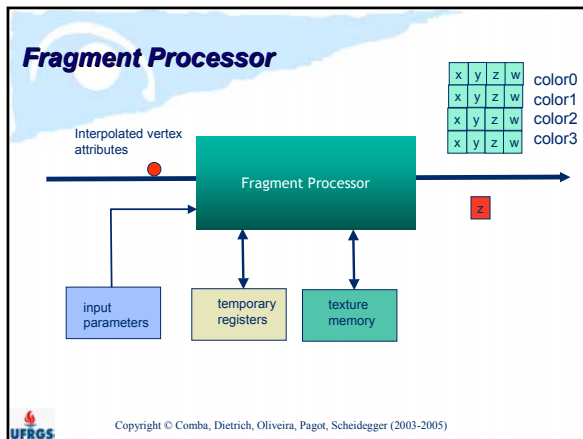 Fragment Processor
x y z w color0
x y z w color1
x y z w color2
x y z w color3
Interpolated vertex
attributes
Fragment Processor
z
input
parameters
temporary
registers
texture
memory
UFRGS
Copyright © Comba, Dietrich, Oliveira, Pagot, Scheidegger (2003-2005)